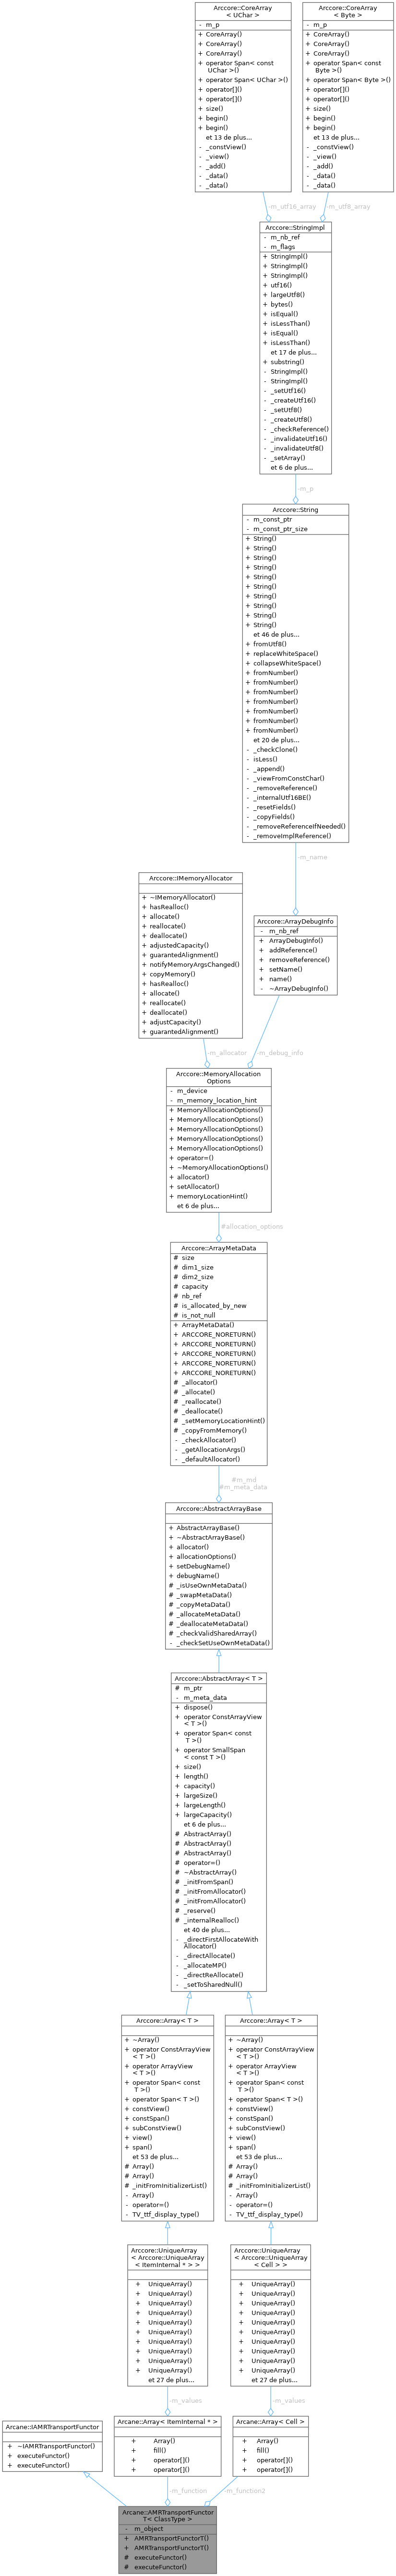 Arccore::CoreArray
< UChar >
- m_p
+ CoreArray()
+ CoreArray()
+ CoreArray()
+ operator Span< const
UChar >()
+ operator Span< UChar >()
+ operator[]()
+ operator[]()
+ size()
+ begin()
+ begin()
et 13 de plus...
- _constView()
- _view()
- _add()
- _data()
- _data()
Arccore::CoreArray
< Byte >
- m_p
+ CoreArray()
+ CoreArray()
+ CoreArray()
+ operator Span< const
Byte >()
+ operator Span< Byte >()
+ operator[]()
+ operator[]()
+ size()
+ begin()
+ begin()
et 13 de plus...
- _constView()
- _view()
- _add()
- _data()
- _data()
-m_utf16_array
-m_utf8_array
Arccore::StringImpl
- m_nb_ref
- m_flags
+ StringImpl()
+ StringImpl()
+ StringImpl()
+ utf16()
+ largeUtf8()
+ bytes()
+ isEqual()
+ isLessThan()
+ isEqual()
+ isLessThan()
et 17 de plus...
+ substring()
- StringImpl()
- StringImpl()
- _setUtf16()
- _createUtf16()
- _setUtf8()
- _createUtf8()
- _checkReference()
- _invalidateUtf16()
- _invalidateUtf8()
- _setArray()
et 6 de plus...
-m_p
Arccore::String
- m_const_ptr
- m_const_ptr_size
+ String()
+ String()
+ String()
+ String()
+ String()
+ String()
+ String()
+ String()
+ String()
+ String()
et 46 de plus...
+ fromUtf8()
+ replaceWhiteSpace()
+ collapseWhiteSpace()
+ fromNumber()
+ fromNumber()
+ fromNumber()
+ fromNumber()
+ fromNumber()
+ fromNumber()
+ fromNumber()
et 20 de plus...
- _checkClone()
- isLess()
- _append()
- _viewFromConstChar()
- _removeReference()
- _internalUtf16BE()
- _resetFields()
- _copyFields()
- _removeReferenceIfNeeded()
- _removeImplReference()
-m_name
Arccore::IMemoryAllocator
+ ~IMemoryAllocator()
+ hasRealloc()
+ allocate()
+ reallocate()
+ deallocate()
+ adjustedCapacity()
+ guarantedAlignment()
+ notifyMemoryArgsChanged()
+ copyMemory()
+ hasRealloc()
+ allocate()
+ reallocate()
+ deallocate()
+ adjustCapacity()
+ guarantedAlignment()
Arccore::ArrayDebugInfo
- m_nb_ref
+ ArrayDebugInfo()
+ addReference()
+ removeReference()
+ setName()
+ name()
- ~ArrayDebugInfo()
-m_allocator
-m_debug_info
Arccore::MemoryAllocation
Options
- m_device
- m_memory_location_hint
+ MemoryAllocationOptions()
+ MemoryAllocationOptions()
+ MemoryAllocationOptions()
+ MemoryAllocationOptions()
+ MemoryAllocationOptions()
+ operator=()
+ ~MemoryAllocationOptions()
+ allocator()
+ setAllocator()
+ memoryLocationHint()
et 6 de plus...
#allocation_options
Arccore::ArrayMetaData
# size
# dim1_size
# dim2_size
# capacity
# nb_ref
# is_allocated_by_new
# is_not_null
+ ArrayMetaData()
+ ARCCORE_NORETURN()
+ ARCCORE_NORETURN()
+ ARCCORE_NORETURN()
+ ARCCORE_NORETURN()
+ ARCCORE_NORETURN()
# _allocator()
# _allocate()
# _reallocate()
# _deallocate()
# _setMemoryLocationHint()
# _copyFromMemory()
- _checkAllocator()
- _getAllocationArgs()
- _defaultAllocator()
#m_md
#m_meta_data
Arccore::AbstractArrayBase
+ AbstractArrayBase()
+ ~AbstractArrayBase()
+ allocator()
+ allocationOptions()
+ setDebugName()
+ debugName()
# _isUseOwnMetaData()
# _swapMetaData()
# _copyMetaData()
# _allocateMetaData()
# _deallocateMetaData()
# _checkValidSharedArray()
- _checkSetUseOwnMetaData()
Arccore::AbstractArray< T >
# m_ptr
- m_meta_data
+ dispose()
+ operator ConstArrayView
< T >()
+ operator Span< const
T >()
+ operator SmallSpan
< const T >()
+ size()
+ length()
+ capacity()
+ largeSize()
+ largeLength()
+ largeCapacity()
et 6 de plus...
# AbstractArray()
# AbstractArray()
# AbstractArray()
# operator=()
# ~AbstractArray()
# _initFromSpan()
# _initFromAllocator()
# _initFromAllocator()
# _reserve()
# _internalRealloc()
et 40 de plus...
- _directFirstAllocateWith
Allocator()
- _directAllocate()
- _allocateMP()
- _directReAllocate()
- _setToSharedNull()
Arccore::Array< T >
+ ~Array()
+ operator ConstArrayView
< T >()
+ operator ArrayView
< T >()
+ operator Span< const
T >()
+ operator Span< T >()
+ constView()
+ constSpan()
+ subConstView()
+ view()
+ span()
et 53 de plus...
# Array()
# Array()
# _initFromInitializerList()
- Array()
- operator=()
- TV_ttf_display_type()
Arccore::Array< T >
+ ~Array()
+ operator ConstArrayView
< T >()
+ operator ArrayView
< T >()
+ operator Span< const
T >()
+ operator Span< T >()
+ constView()
+ constSpan()
+ subConstView()
+ view()
+ span()
et 53 de plus...
# Array()
# Array()
# _initFromInitializerList()
- Array()
- operator=()
- TV_ttf_display_type()
Arccore::UniqueArray
< Arccore::UniqueArray
< ItemInternal * > >
+ UniqueArray()
+ UniqueArray()
+ UniqueArray()
+ UniqueArray()
+ UniqueArray()
+ UniqueArray()
+ UniqueArray()
+ UniqueArray()
+ UniqueArray()
+ UniqueArray()
et 27 de plus...
Arccore::UniqueArray
< Arccore::UniqueArray
< Cell > >
+ UniqueArray()
+ UniqueArray()
+ UniqueArray()
+ UniqueArray()
+ UniqueArray()
+ UniqueArray()
+ UniqueArray()
+ UniqueArray()
+ UniqueArray()
+ UniqueArray()
et 27 de plus...
-m_values
-m_values
Arcane::IAMRTransportFunctor
+ ~IAMRTransportFunctor()
+ executeFunctor()
+ executeFunctor()
Arcane::Array< ItemInternal * >
+ Array()
+ fill()
+ operator[]()
+ operator[]()
Arcane::Array< Cell >
+ Array()
+ fill()
+ operator[]()
+ operator[]()
-m_function
-m_function2
Arcane::AMRTransportFunctor
T< ClassType >
- m_object
+ AMRTransportFunctorT()
+ AMRTransportFunctorT()
# executeFunctor()
# executeFunctor()